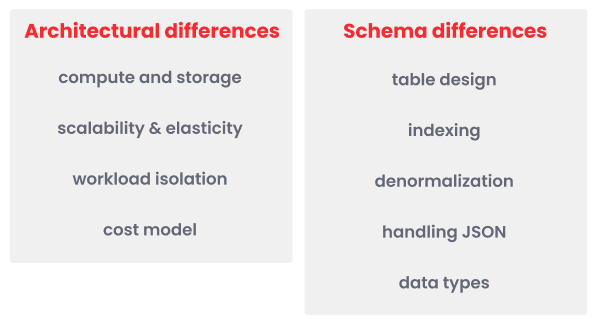 Architectural differences
compute and storage
scalability & elasticity
workload isolation
cost model
Schema differences
table design
indexing
denormalization
handling JSON
data types